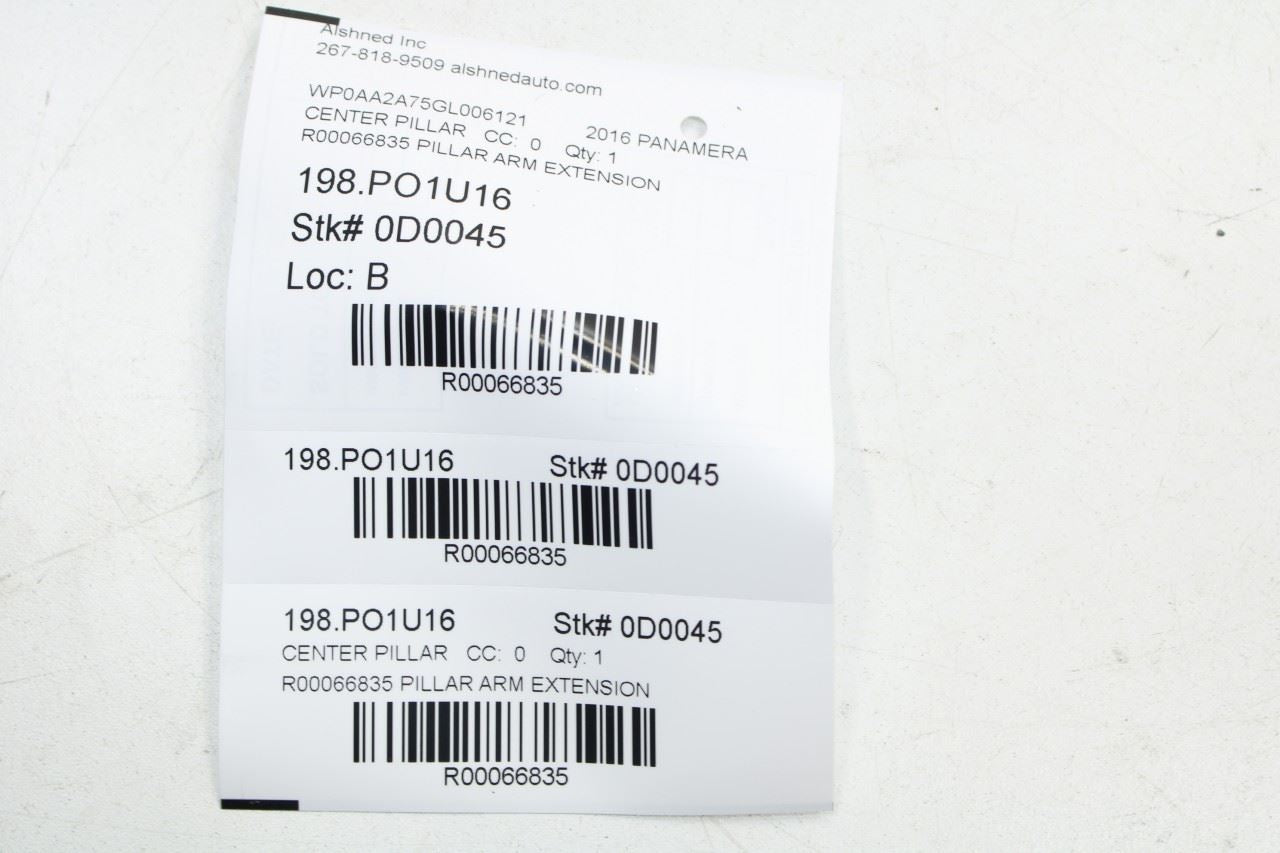 Alshned Inc
267-818-9509 alshnedauto.com
WP0AA2A75GL006121 2016 PANAMERA
CENTER PILLAR CC: 0 Qty: 1
R00066835 PILLAR ARM EXTENSION
198.PO1U16
Stk# 0D0045
Loc: B
R00066835
198.PO1U16 Stk# 0D0045
R00066835
198.PO1U16 Stk# 0D0045
CENTER PILLAR CC: 0 Qty: 1
R00066835 PILLAR ARM EXTENSION
R00066835